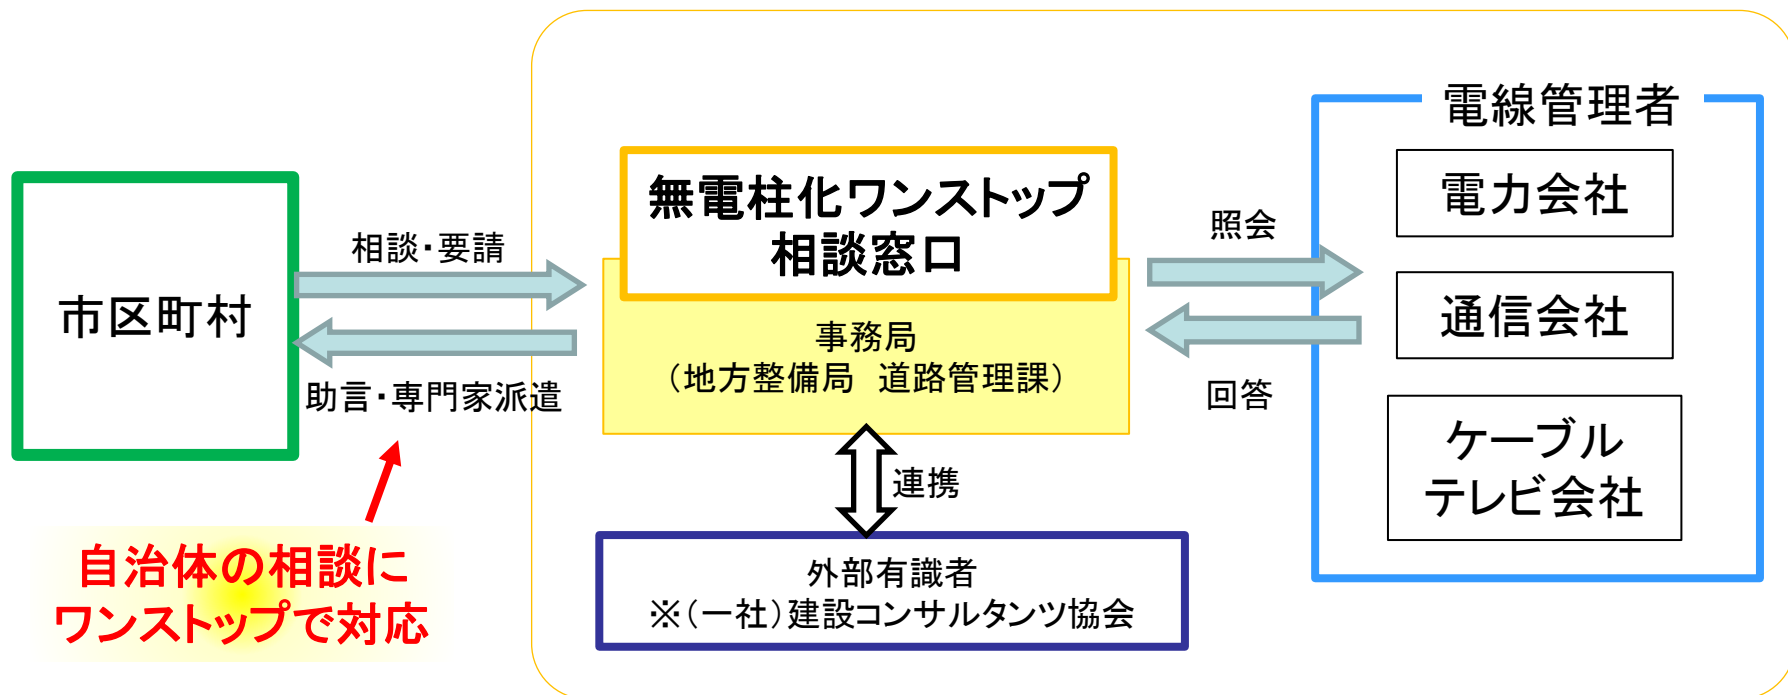 市区町村
相談・要請
助言・専門家派遣
自治体の相談に
ワンストップで対応
無電柱化ワンストップ
相談窓口
事務局
（地方整備局　道路管理課）
連携
外部有識者
※（一社）建設コンサルタンツ協会
照会
回答
電線管理者
電力会社
通信会社
ケーブル
テレビ会社